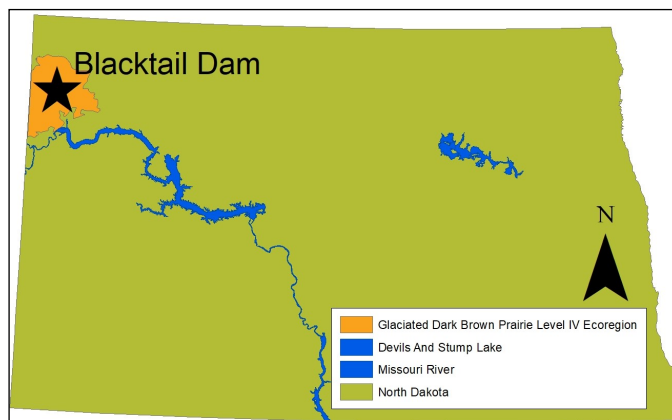 Blacktail Dam
N
Glaciated Dark Brown Prairie Level IV Ecoregion
Devils And Stump Lake
Missouri River
North Dakota